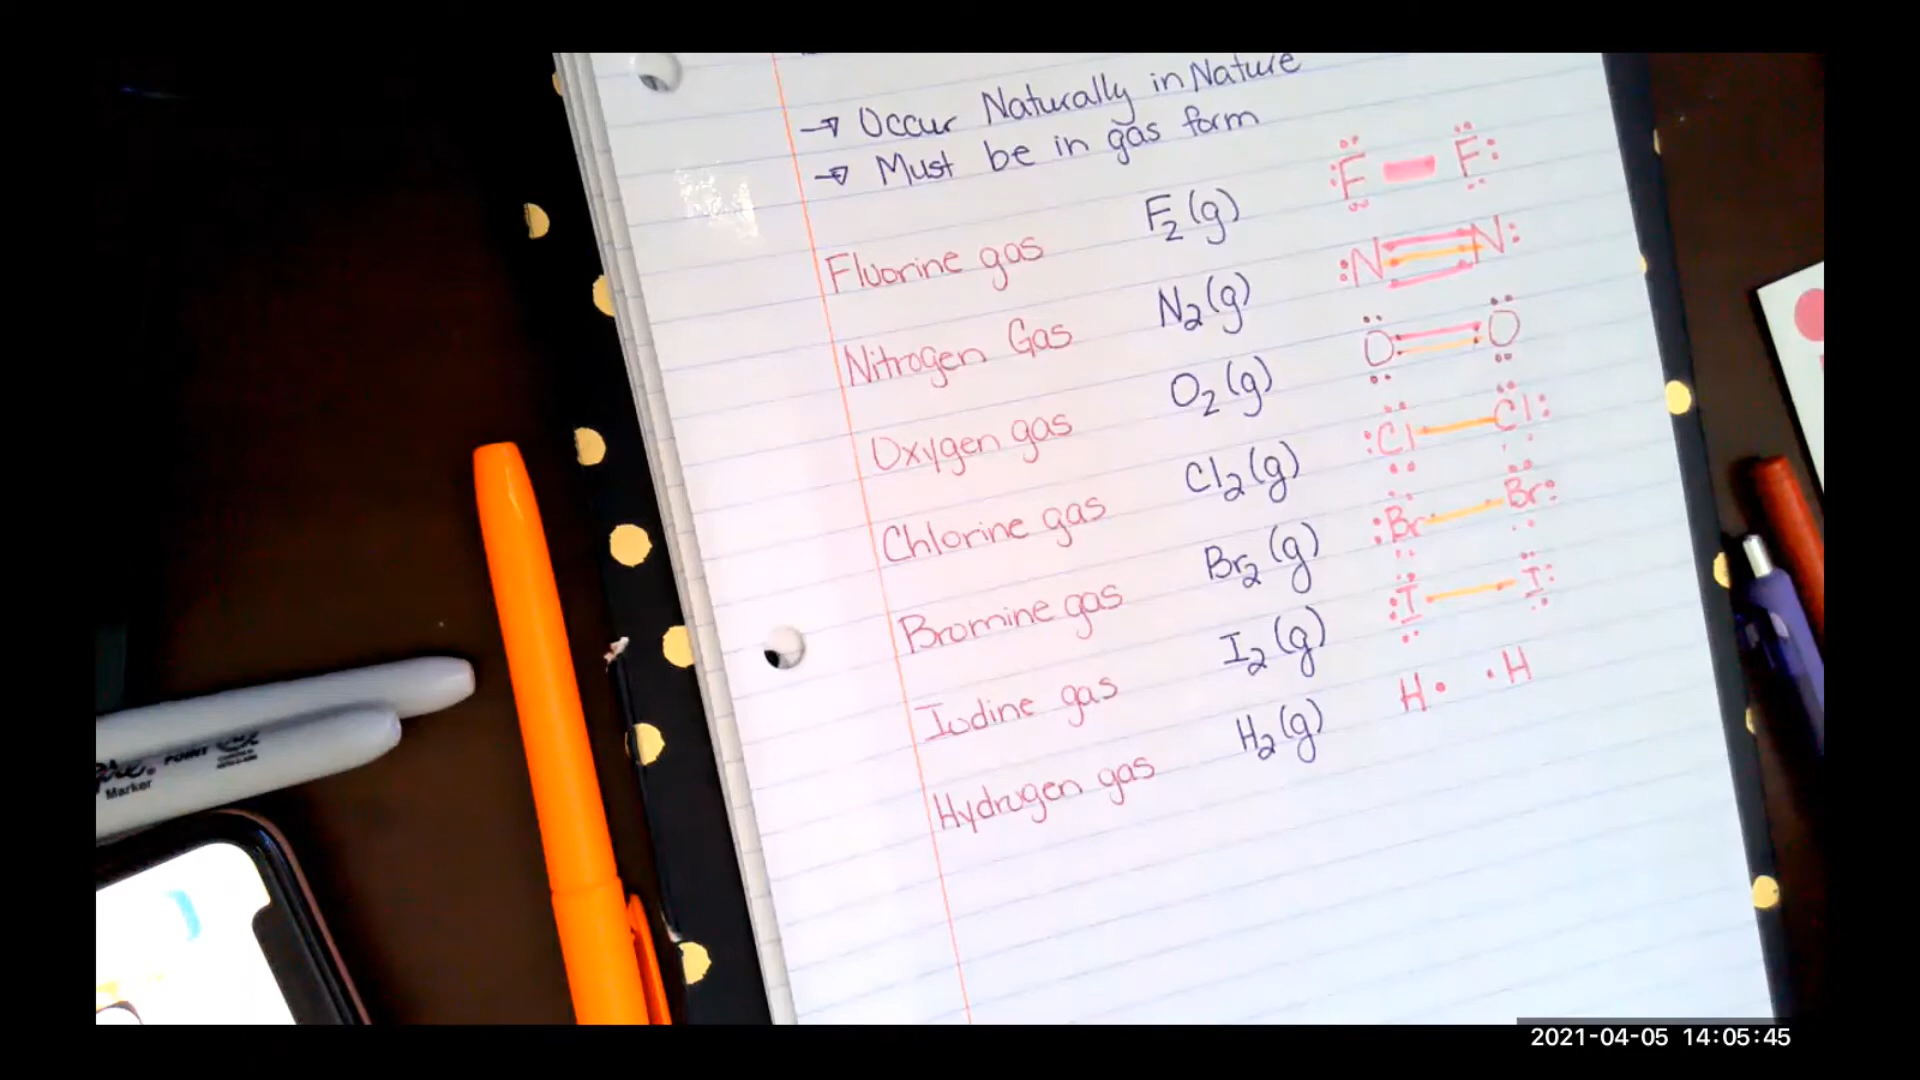 → Occur Naturally in Nature
→ Must be in gas form
Fluorine gas F2(g) :F F:
Nitrogen Gas N2(g) :N≡N:
Oxygen gas O2(g) O=O
Chlorine gas Cl2(g) :Cl—Cl:
Bromine gas Br2(g) :Br—Br:
Iodine gas I2(g) :I—I:
Hydrogen gas H2(g) H• •H
POINT
Marker
2021-04-05 14:05:45